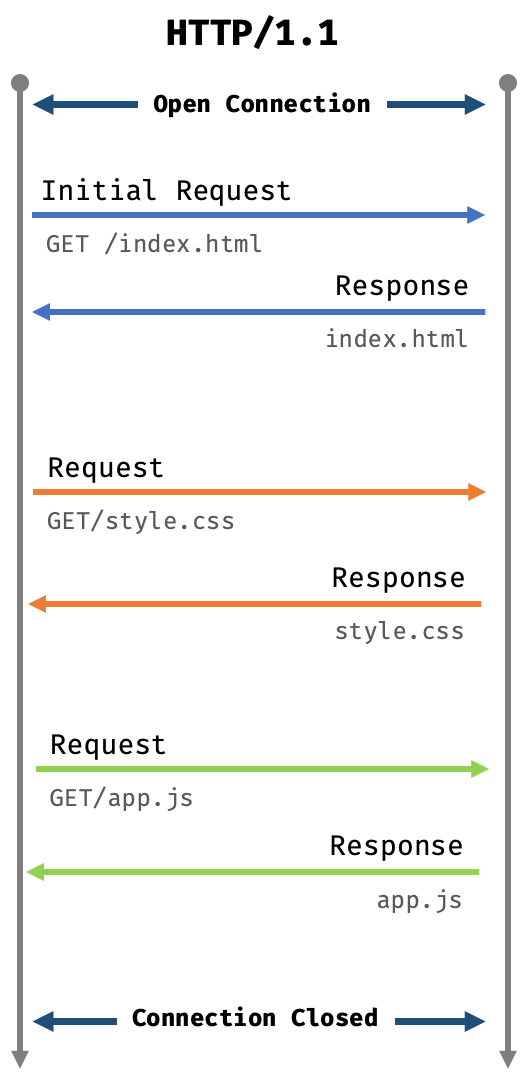 HTTP/1.1
Open Connection
Initial Request
GET /index.html
Response
index.html
Request
GET/style.css
Response
style.css
Request
GET/app.js
Response
app.js
Connection Closed